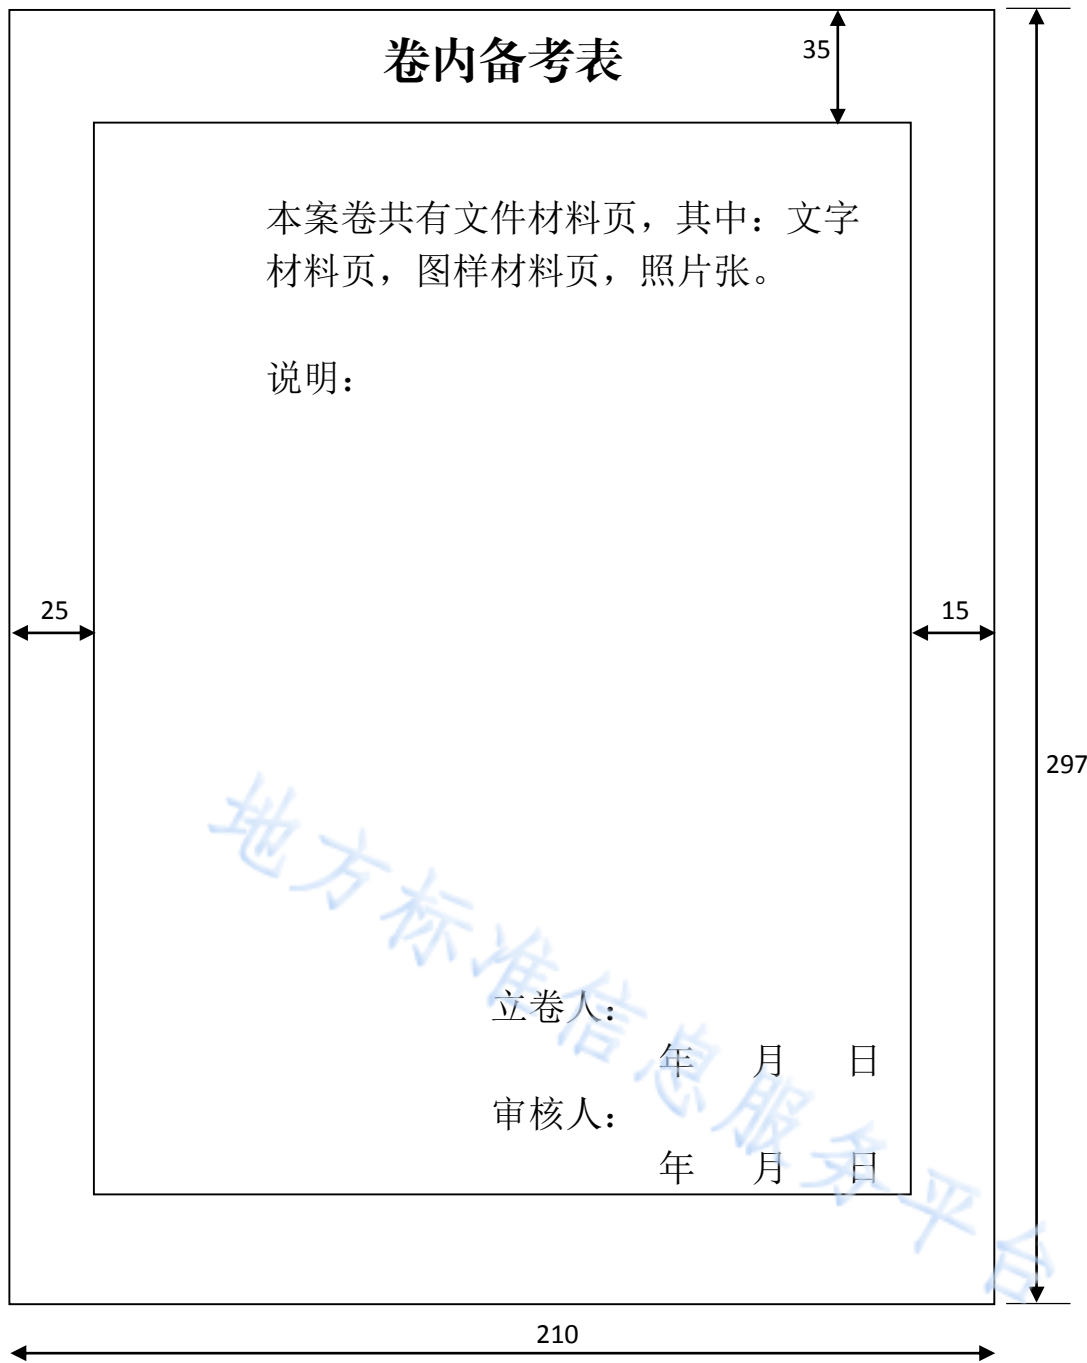 卷内备考表
35
本案卷共有文件材料页，其中：文字
材料页，图样材料页，照片张。
说明：
25
15
297
立卷人：
年 月 日
审核人：
年 月 日
210
地方标准信息服务平台